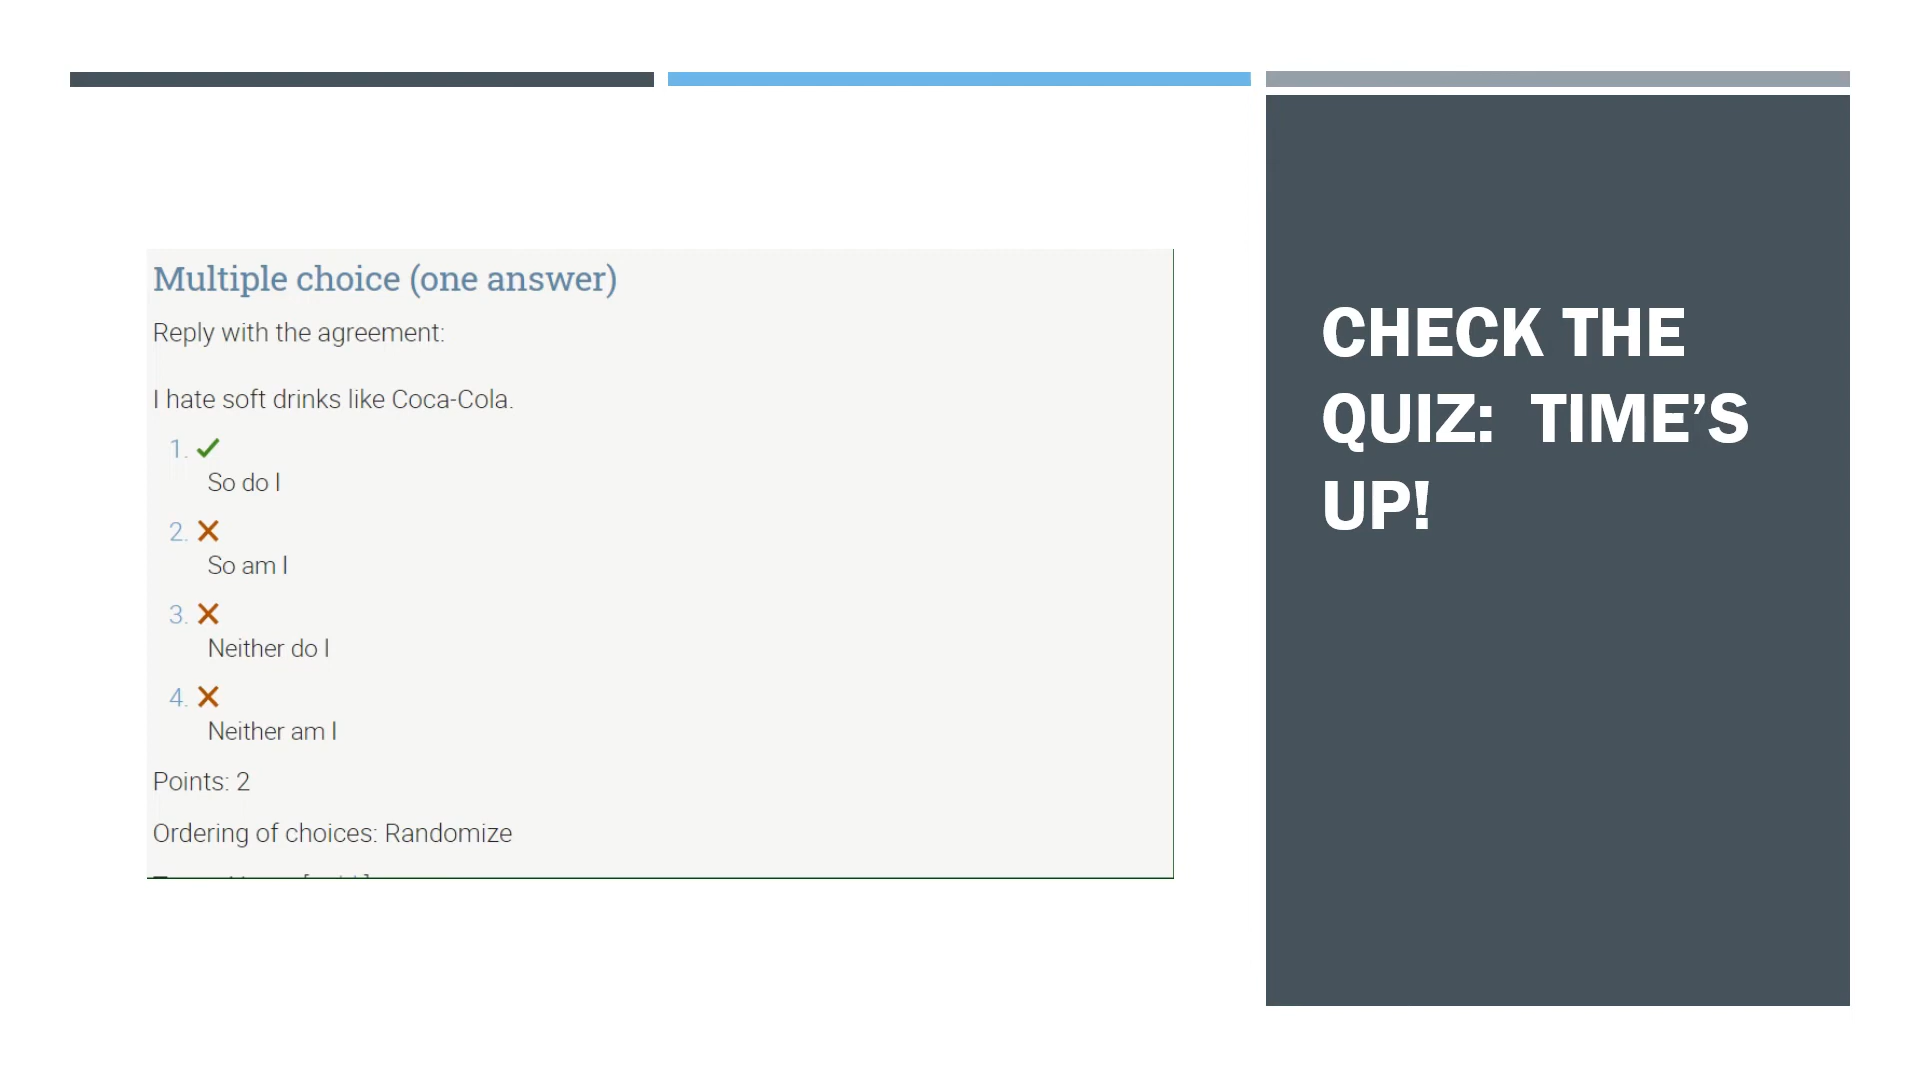 Multiple choice (one answer)
Reply with the agreement:
I hate soft drinks like Coca-Cola.
1.
So do I
2.
So am I
3.
Neither do I
4.
Neither am I
Points: 2
Ordering of choices: Randomize
CHECK THE
QUIZ: TIME’S
UP!